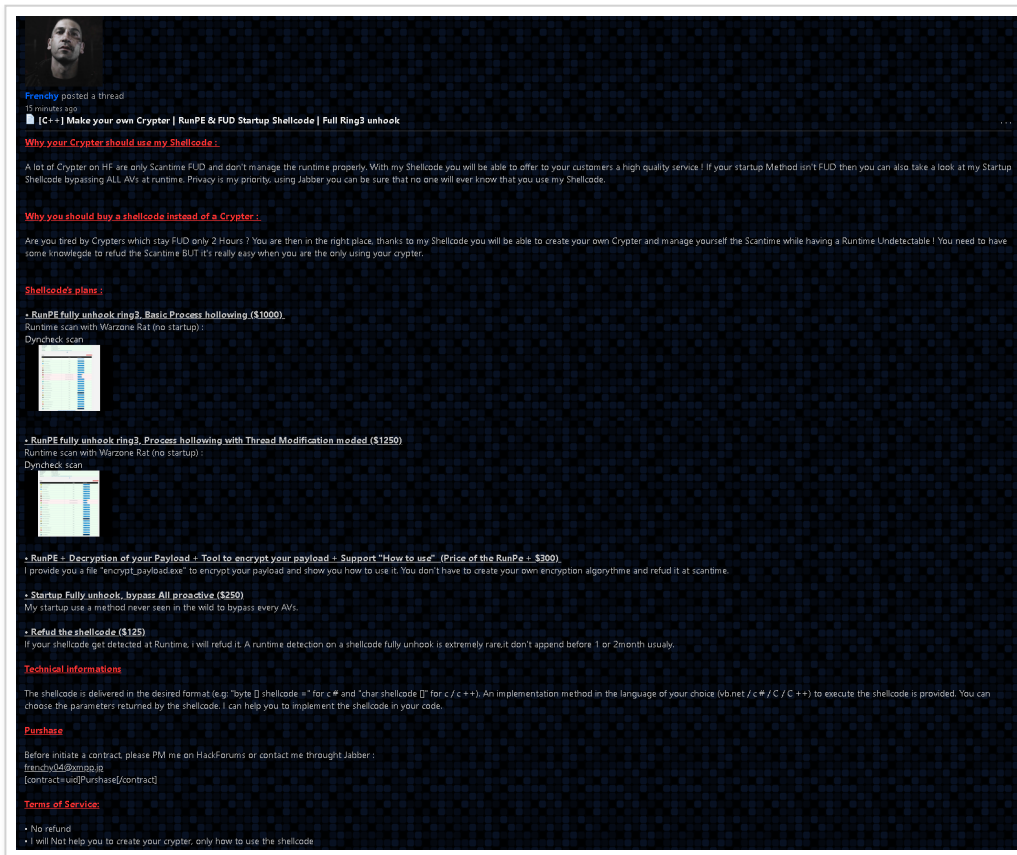 Frenchy posted a thread
15 minutes ago
[C++] Make your own Crypter | RunPE & FUD Startup Shellcode | Full Ring3 unhook
...
Why your Crypter should use my Shellcode :
A lot of Crypter on HF are only Scantime FUD and don't manage the runtime properly. With my Shellcode you will be able to offer to your customers a high quality service ! If your startup Method isn't FUD then you can also take a look at my Startup
Shellcode bypassing ALL AVs at runtime. Privacy is my priority, using Jabber you can be sure that no one will ever know that you use my Shellcode.
Why you should buy a shellcode instead of a Crypter :
Are you tired by Crypters which stay FUD only 2 Hours ? You are then in the right place, thanks to my Shellcode you will be able to create your own Crypter and manage yourself the Scantime while having a Runtime Undetectable ! You need to have
some knowlegde to refud the Scantime BUT it's really easy when you are the only using your crypter.
Shellcode's plans :
• RunPE fully unhook ring3, Basic Process hollowing ($1000)
Runtime scan with Warzone Rat (no startup) :
Dyncheck scan
• RunPE fully unhook ring3, Process hollowing with Thread Modification moded ($1250)
Runtime scan with Warzone Rat (no startup) :
Dyncheck scan
• RunPE + Decryption of your Payload + Tool to encrypt your payload + Support "How to use" (Price of the RunPe + $300)
I provide you a file "encrypt_payload.exe" to encrypt your payload and show you how to use it. You don't have to create your own encryption algorythme and refud it at scantime.
• Startup Fully unhook, bypass All proactive ($250)
My startup use a method never seen in the wild to bypass every AVs.
• Refud the shellcode ($125)
If your shellcode get detected at Runtime, i will refud it. A runtime detection on a shellcode fully unhook is extremely rare,it don't append before 1 or 2month usualy.
Technical informations
The shellcode is delivered in the desired format (e.g: "byte [] shellcode =" for c # and "char shellcode []" for c / c ++). An implementation method in the language of your choice (vb.net / c # / C / C ++) to execute the shellcode is provided. You can
choose the parameters returned by the shellcode. I can help you to implement the shellcode in your code.
Purshase
Before initiate a contract, please PM me on HackForums or contact me throught Jabber :
frenchy04@xmpp.jp
[contract=uid]Purshase[/contract]
Terms of Service:
• No refund
• I will Not help you to create your crypter, only how to use the shellcode